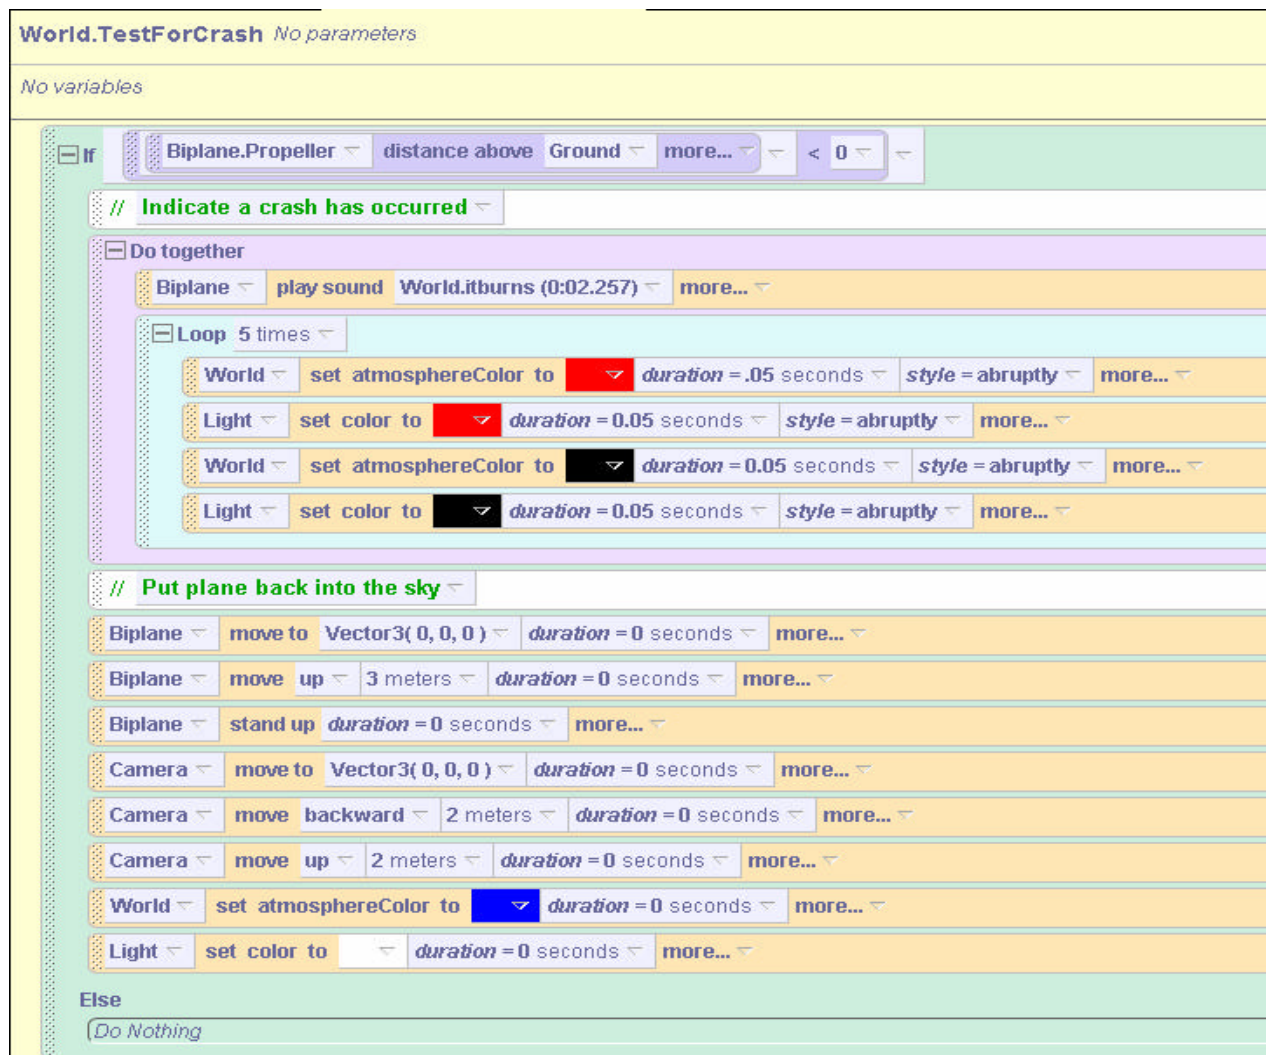 World.TestForCrash No parameters
No variables
If Biplane.Propeller distance above Ground more... < 0
// Indicate a crash has occurred
Do together
Biplane play sound World.itburns (0:02.257) more...
Loop 5 times
World set atmosphereColor to duration = .05 seconds style = abruptly more...
Light set color to duration = 0.05 seconds style = abruptly more...
World set atmosphereColor to duration = 0.05 seconds style = abruptly more...
Light set color to duration = 0.05 seconds style = abruptly more...
// Put plane back into the sky
Biplane move to Vector3( 0, 0, 0 ) duration = 0 seconds more...
Biplane move up 3 meters duration = 0 seconds more...
Biplane stand up duration = 0 seconds more...
Camera move to Vector3( 0, 0, 0 ) duration = 0 seconds more...
Camera move backward 2 meters duration = 0 seconds more...
Camera move up 2 meters duration = 0 seconds more...
World set atmosphereColor to duration = 0 seconds more...
Light set color to duration = 0 seconds more...
Else
Do Nothing